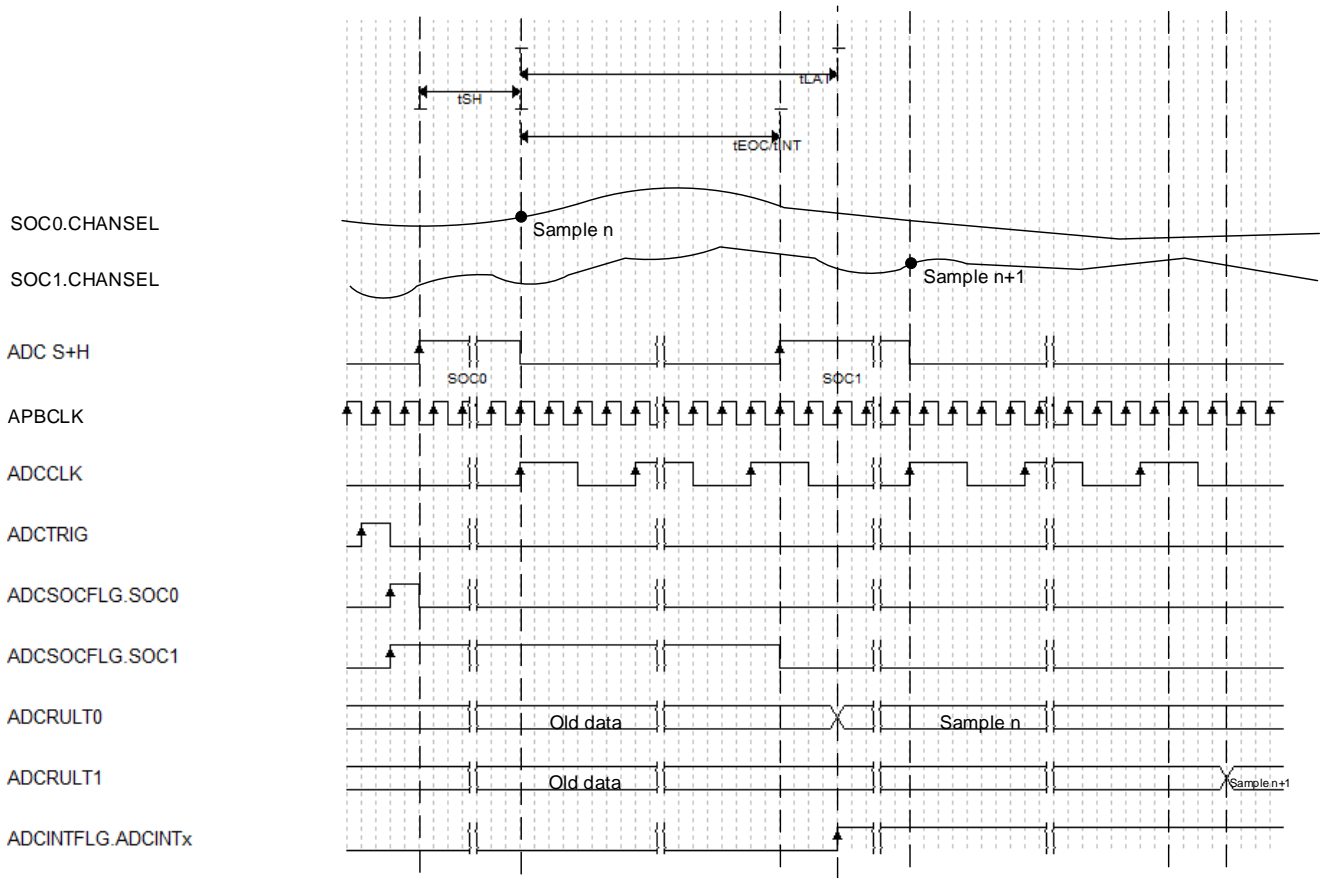 tLAT
tSH
tEOC/tINT
SOC0.CHANSEL
Sample n
SOC1.CHANSEL
Sample n+1
ADC S+H
SOC0
SOC1
APBCLK
ADCCLK
ADCTRIG
ADCSOCFLG.SOC0
ADCSOCFLG.SOC1
ADCRULT0
Old data
Sample n
ADCRULT1
Old data
Sample n+1
ADCINTFLG.ADCINTx